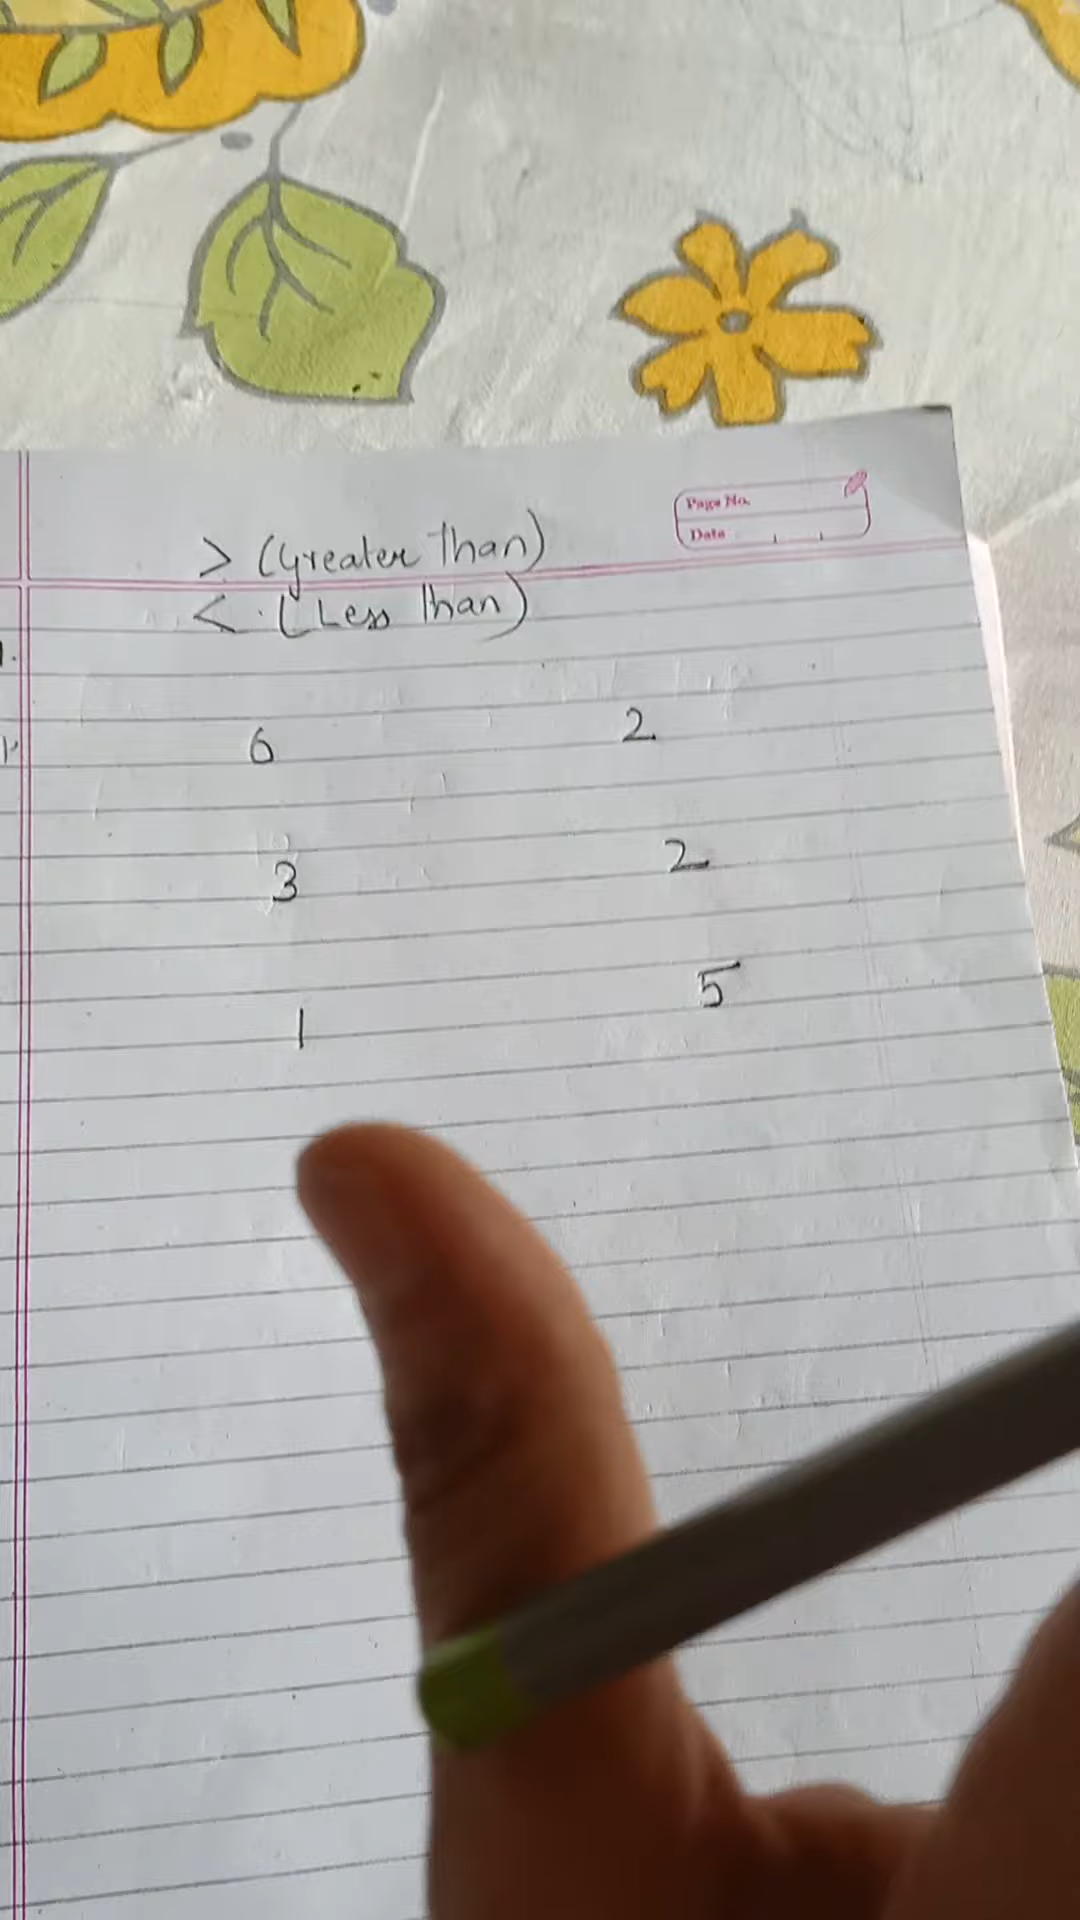 Page No.
Date
> (Greater Than)
< (Less Than)
6 2
3 2
1 5